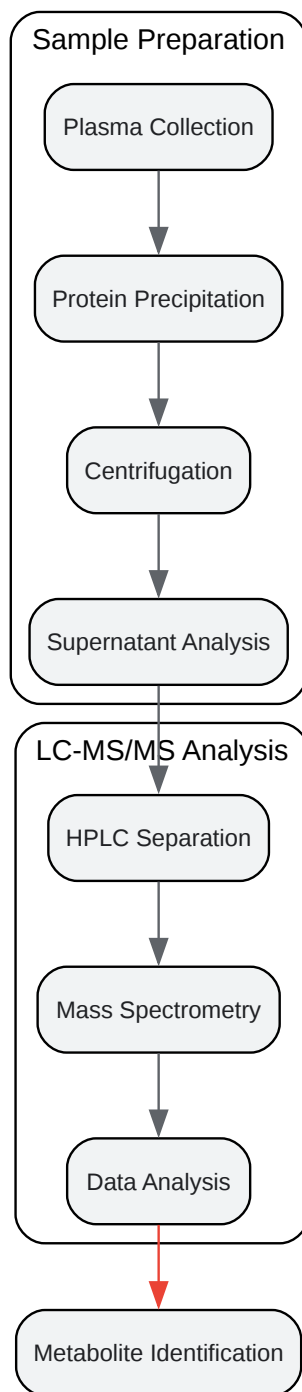 Sample Preparation
Plasma Collection
Protein Precipitation
Centrifugation
Supernatant Analysis
LC-MS/MS Analysis
HPLC Separation
Mass Spectrometry
Data Analysis
Metabolite Identification